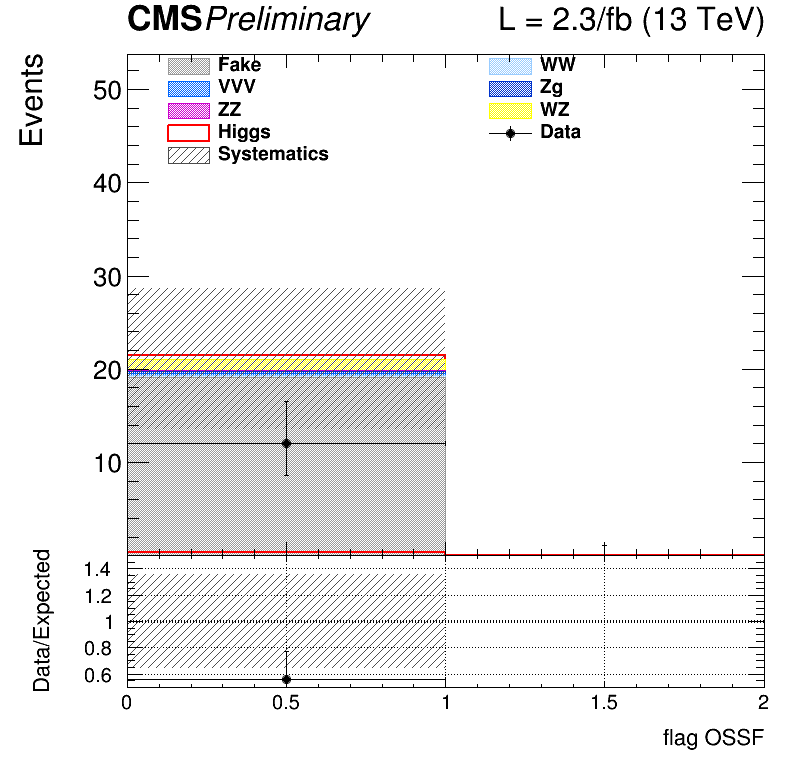 CMS Preliminary L = 2.3/fb (13 TeV)
Events
50
40
30
20
10
Fake WW
VVV Zg
ZZ WZ
Higgs Data
Systematics
Data/Expected
1.4
1.2
1
0.8
0.6
0 0.5 1 1.5 2
flag OSSF